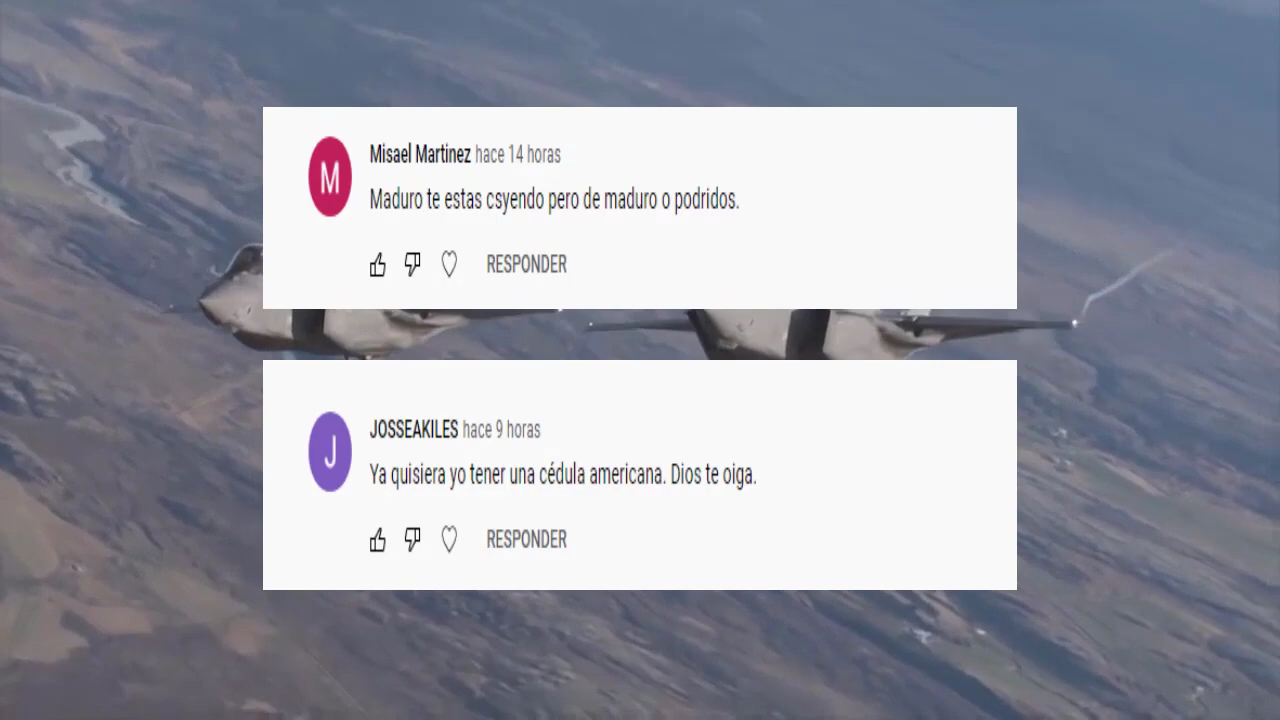 M
Misael Martinez hace 14 horas
Maduro te estas csyendo pero de maduro o podridos.
RESPONDER
J
JOSSEAKILES hace 9 horas
Ya quisiera yo tener una cédula americana. Dios te oiga.
RESPONDER